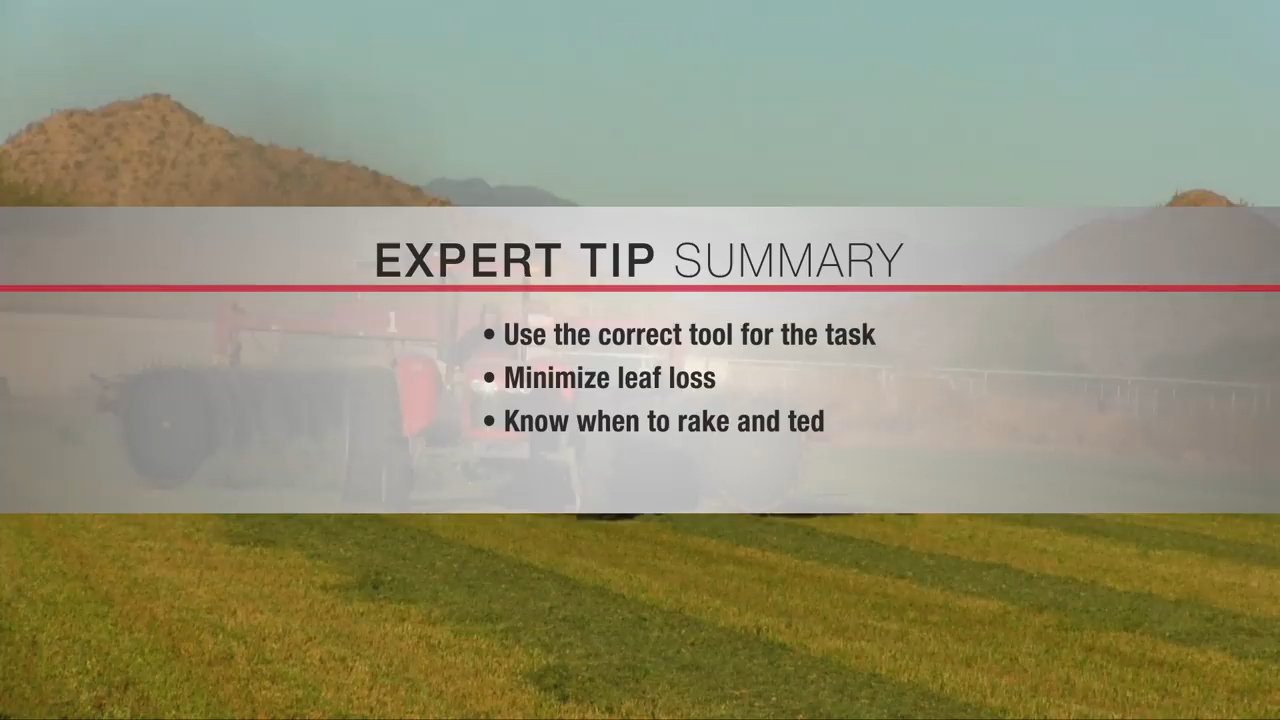 EXPERT TIP SUMMARY
1
• Use the correct tool for the task
• Minimize leaf loss
• Know when to rake and ted